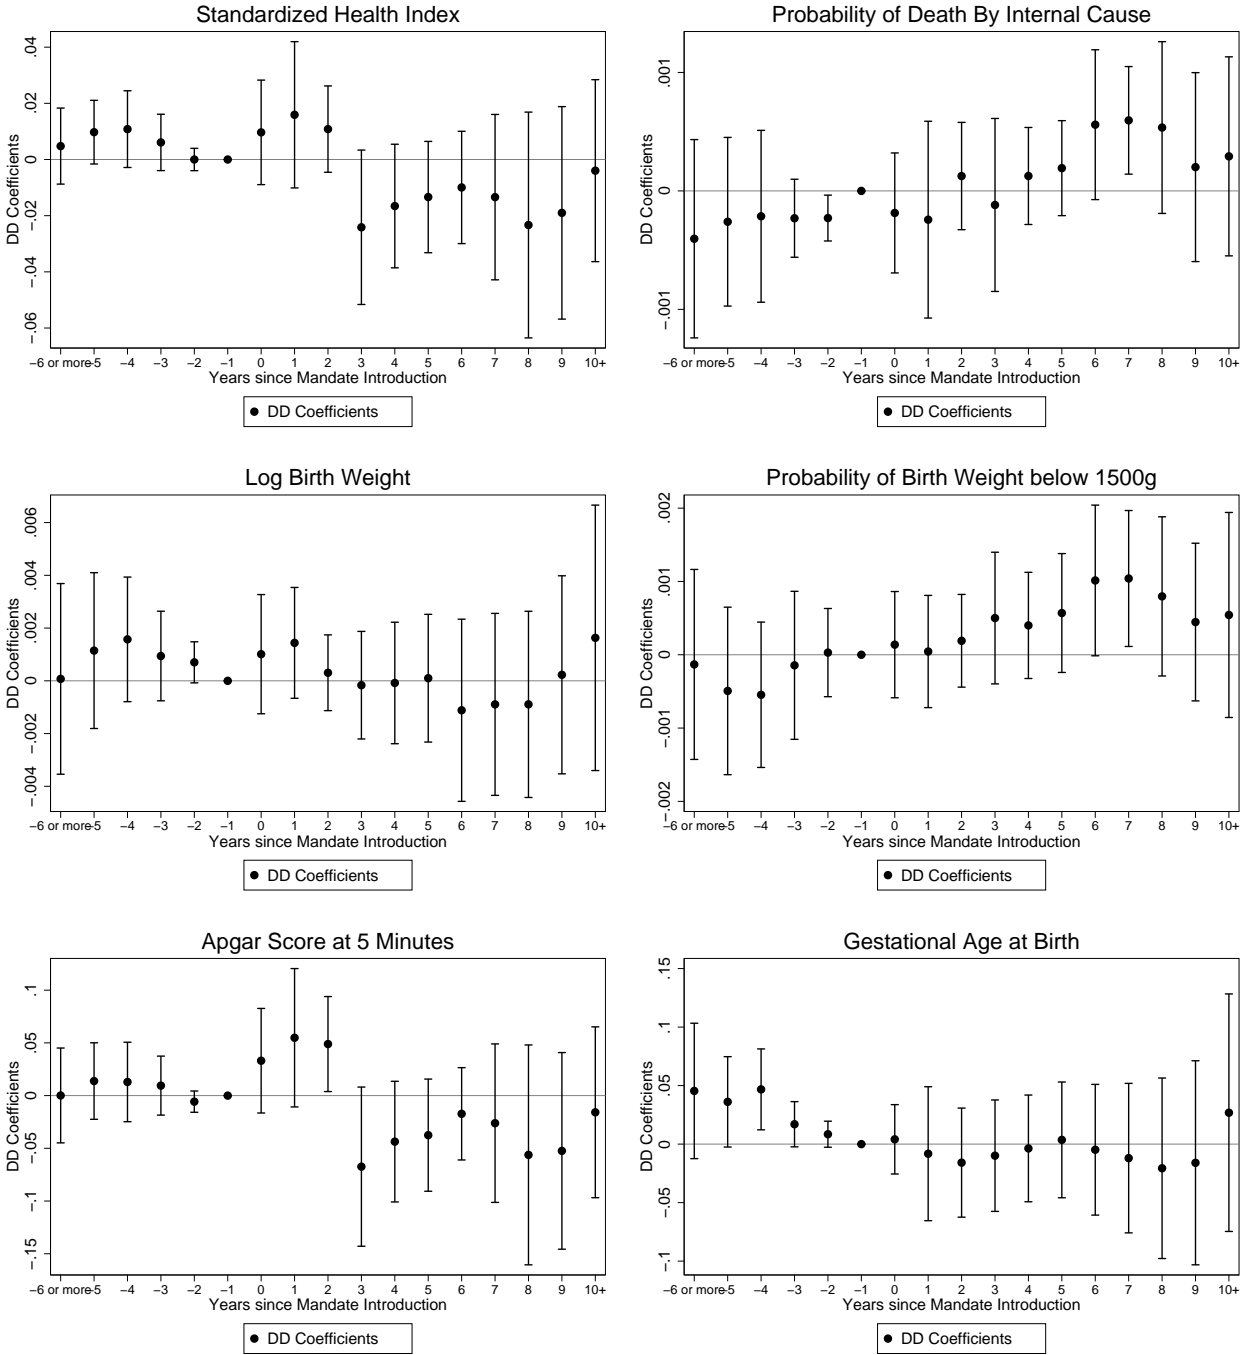 Standardized Health Index
DD Coefficients
.04
.02
0
−.02
−.04
−.06
−6 or more −5 −4 −3 −2 −1 0 1 2 3 4 5 6 7 8 9 10+
Years since Mandate Introduction
DD Coefficients
Probability of Death By Internal Cause
DD Coefficients
.001
0
−.001
−6 or more −5 −4 −3 −2 −1 0 1 2 3 4 5 6 7 8 9 10+
Years since Mandate Introduction
DD Coefficients
Log Birth Weight
DD Coefficients
.006
.004
.002
0
−.002
−.004
−6 or more −5 −4 −3 −2 −1 0 1 2 3 4 5 6 7 8 9 10+
Years since Mandate Introduction
DD Coefficients
Probability of Birth Weight below 1500g
DD Coefficients
.002
.001
0
−.001
−.002
−6 or more −5 −4 −3 −2 −1 0 1 2 3 4 5 6 7 8 9 10+
Years since Mandate Introduction
DD Coefficients
Apgar Score at 5 Minutes
DD Coefficients
.1
.05
0
−.05
−.1
−.15
−6 or more −5 −4 −3 −2 −1 0 1 2 3 4 5 6 7 8 9 10+
Years since Mandate Introduction
DD Coefficients
Gestational Age at Birth
DD Coefficients
.15
.1
.05
0
−.05
−.1
−6 or more −5 −4 −3 −2 −1 0 1 2 3 4 5 6 7 8 9 10+
Years since Mandate Introduction
DD Coefficients